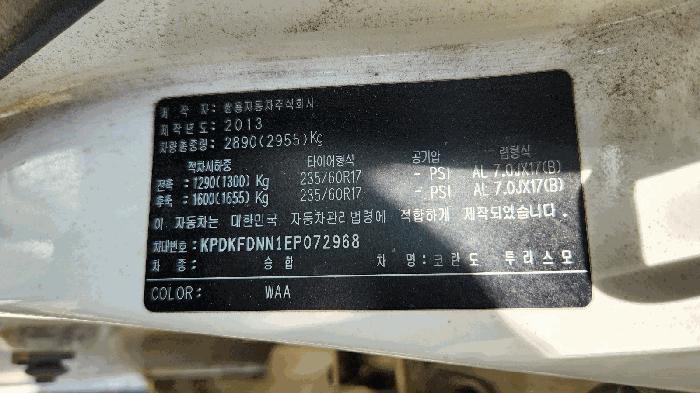 제 작 자: 쌍용자동차주식회사
제작년도: 2013
차량총중량: 2890(2955)Kg
적차시하중 타이어형식 공기압 림형식
전축: 1290(1300) Kg 235/60R17 - PSI AL 7.0JX17(B)
후축: 1600(1655) Kg 235/60R17 - PSI AL 7.0JX17(B)
이 자동차는 대한민국 자동차관리법령에 적합하게 제작되었습니다.
차대번호: KPDKFDNN1EP072968
차 종: 승 합 차 명: 코 란 도 투 리 스 모
COLOR: WAA